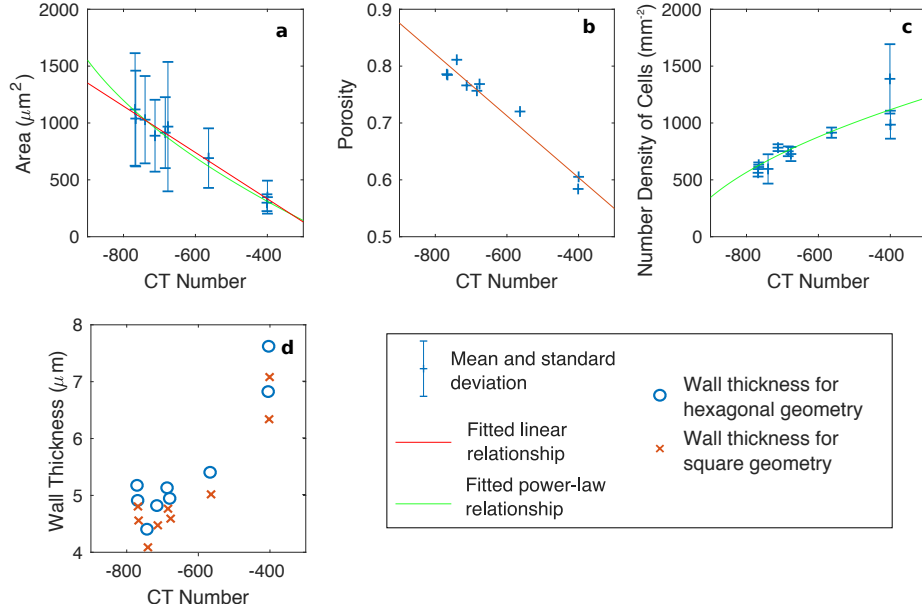 a
2000
1500
1000
500
0
Area (μm²)
-800
-600
-400
CT Number
b
0.9
0.8
0.7
0.6
0.5
Porosity
-800
-600
-400
CT Number
c
2000
1500
1000
500
0
Number Density of Cells (mm⁻²)
-800
-600
-400
CT Number
d
8
7
6
5
4
Wall Thickness (μm)
-800
-600
-400
CT Number
Mean and standard
deviation
Fitted linear
relationship
Fitted power-law
relationship
Wall thickness for
hexagonal geometry
Wall thickness for
square geometry